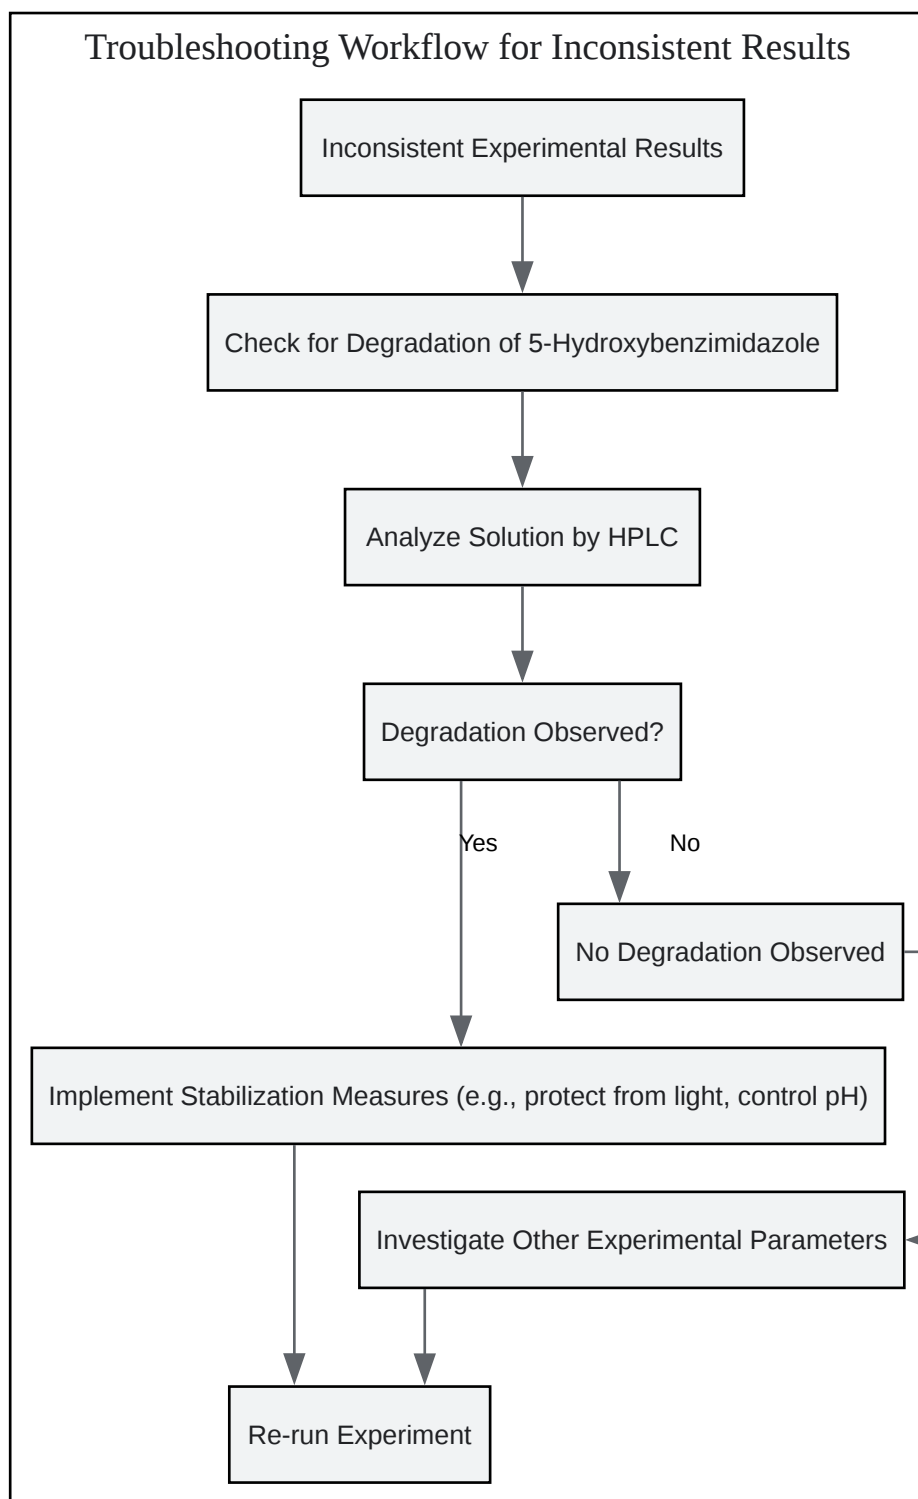 Troubleshooting Workflow for Inconsistent Results
Inconsistent Experimental Results
Check for Degradation of 5-Hydroxybenzimidazole
Analyze Solution by HPLC
Degradation Observed?
Yes
No
No Degradation Observed
Implement Stabilization Measures (e.g., protect from light, control pH)
Investigate Other Experimental Parameters
Re-run Experiment